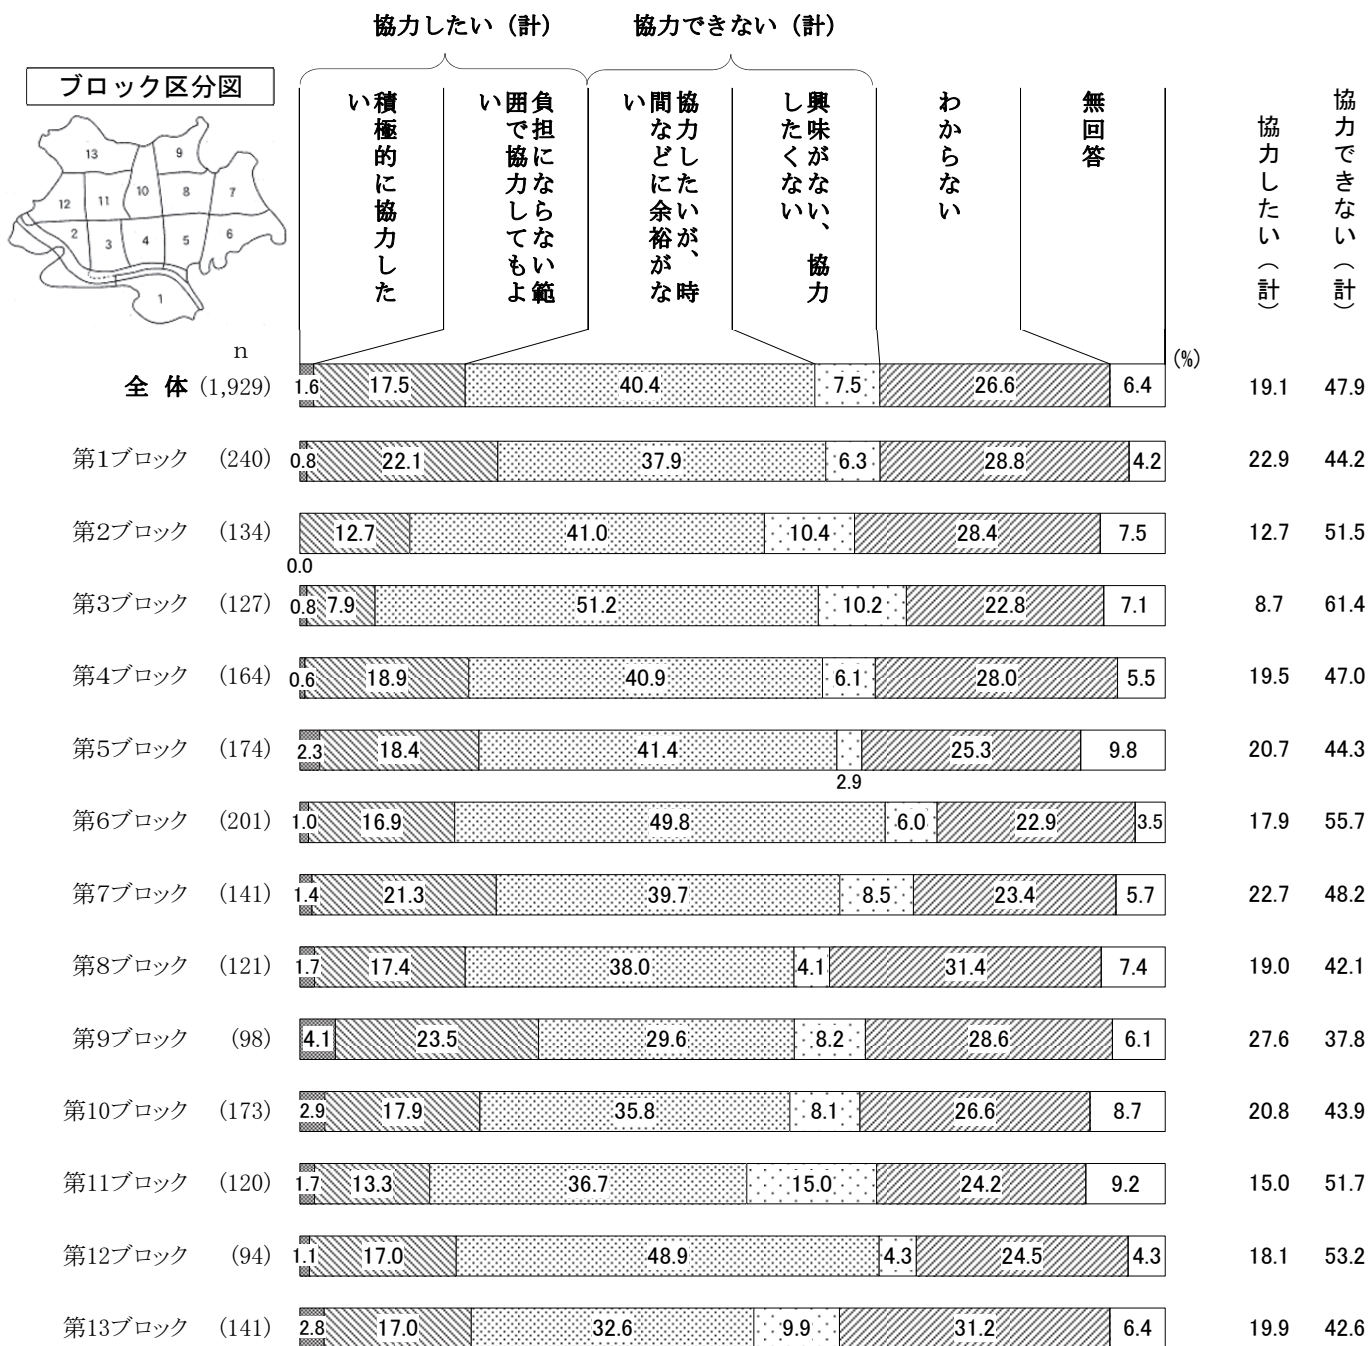 協力したい（計）
協力できない（計）
ブロック区分図
積極的に協力した
い
負担にならない範
囲で協力してもよ
い
協力したいが、時
間などに余裕がな
い
興味がない、協力
したくない
わからない
無回答
協力したい（計）
協力できない（計）
13
9
12
11
10
8
7
2
3
4
5
6
1
n
(%)
全 体 (1,929) 1.6 17.5 40.4 7.5 26.6 6.4 19.1 47.9
第1ブロック (240) 0.8 22.1 37.9 6.3 28.8 4.2 22.9 44.2
第2ブロック (134) 0.0 12.7 41.0 10.4 28.4 7.5 12.7 51.5
第3ブロック (127) 0.8 7.9 51.2 10.2 22.8 7.1 8.7 61.4
第4ブロック (164) 0.6 18.9 40.9 6.1 28.0 5.5 19.5 47.0
第5ブロック (174) 2.3 18.4 41.4 2.9 25.3 9.8 20.7 44.3
第6ブロック (201) 1.0 16.9 49.8 6.0 22.9 3.5 17.9 55.7
第7ブロック (141) 1.4 21.3 39.7 8.5 23.4 5.7 22.7 48.2
第8ブロック (121) 1.7 17.4 38.0 4.1 31.4 7.4 19.0 42.1
第9ブロック (98) 4.1 23.5 29.6 8.2 28.6 6.1 27.6 37.8
第10ブロック (173) 2.9 17.9 35.8 8.1 26.6 8.7 20.8 43.9
第11ブロック (120) 1.7 13.3 36.7 15.0 24.2 9.2 15.0 51.7
第12ブロック (94) 1.1 17.0 48.9 4.3 24.5 4.3 18.1 53.2
第13ブロック (141) 2.8 17.0 32.6 9.9 31.2 6.4 19.9 42.6